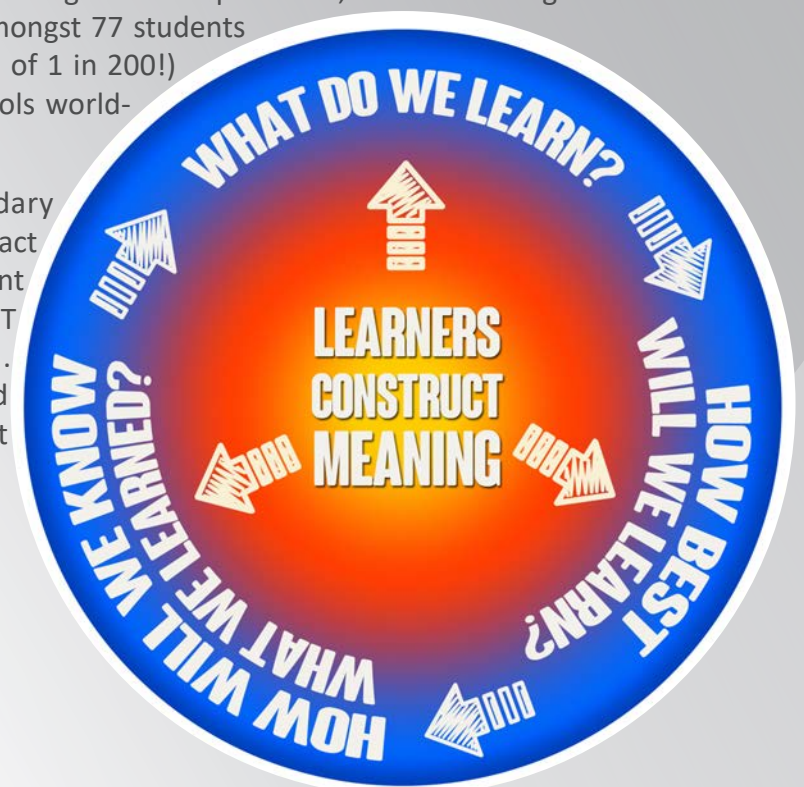 mongst 77 students
of 1 in 200!)
ols world-
dary
act
nt
T
.
d
t
WHAT DO WE LEARN?
HOW BEST
WILL WE LEARN?
HOW WILL WE KNOW
WHAT WE LEARNED?
LEARNERS
CONSTRUCT
MEANING